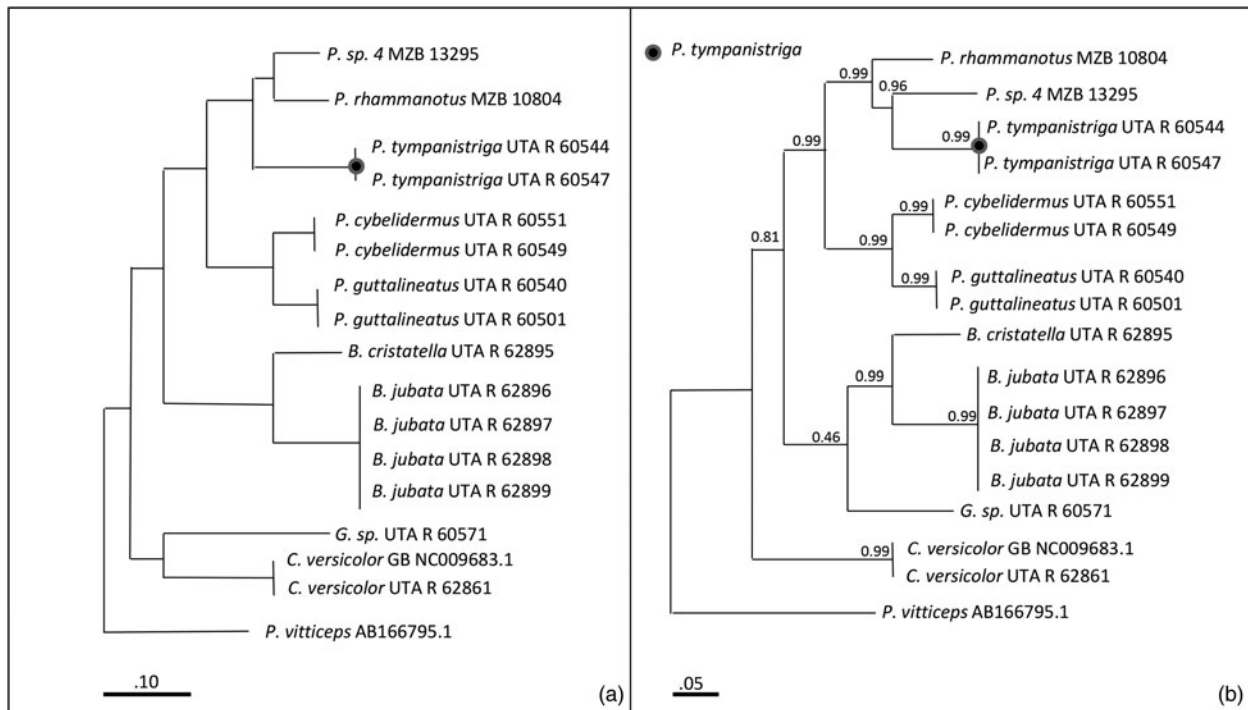 P. sp. 4 MZB 13295
P. rhammanotus MZB 10804
P. tympanistriga UTA R 60544
P. tympanistriga UTA R 60547
P. cybelidermus UTA R 60551
P. cybelidermus UTA R 60549
P. guttalineatus UTA R 60540
P. guttalineatus UTA R 60501
B. cristatella UTA R 62895
B. jubata UTA R 62896
B. jubata UTA R 62897
B. jubata UTA R 62898
B. jubata UTA R 62899
G. sp. UTA R 60571
C. versicolor GB NC009683.1
C. versicolor UTA R 62861
P. vitticeps AB166795.1
.10
(a)
P. tympanistriga
P. rhammanotus MZB 10804
0.99
0.96
P. sp. 4 MZB 13295
P. tympanistriga UTA R 60544
0.99
P. tympanistriga UTA R 60547
0.99
P. cybelidermus UTA R 60551
0.99
P. cybelidermus UTA R 60549
0.81
0.99
P. guttalineatus UTA R 60540
0.99
P. guttalineatus UTA R 60501
B. cristatella UTA R 62895
0.99
B. jubata UTA R 62896
B. jubata UTA R 62897
0.99
0.46
B. jubata UTA R 62898
B. jubata UTA R 62899
G. sp. UTA R 60571
0.99
C. versicolor GB NC009683.1
C. versicolor UTA R 62861
P. vitticeps AB166795.1
.05
(b)